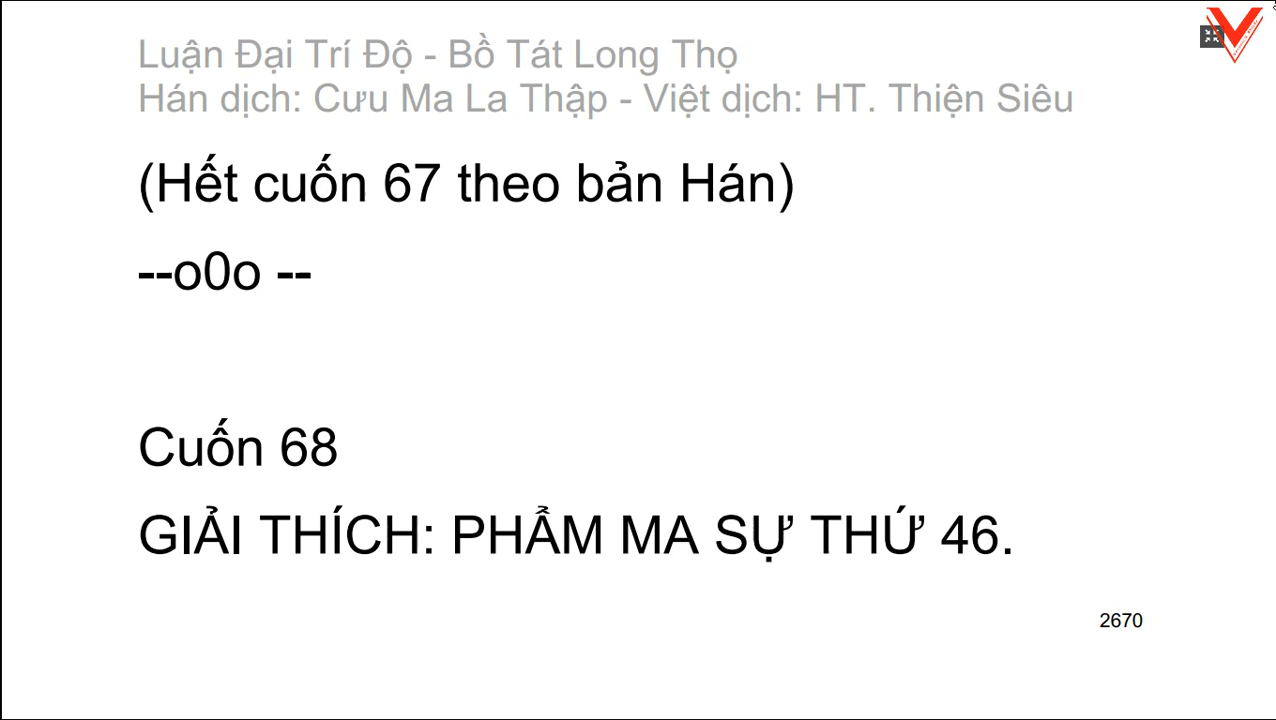 Luận Đại Trí Độ - Bồ Tát Long Thọ
Hán dịch: Cưu Ma La Thập - Việt dịch: HT. Thiện Siêu
(Hết cuốn 67 theo bản Hán)
--o0o --
Cuốn 68
GIẢI THÍCH: PHẨM MA SỰ THỨ 46.
2670